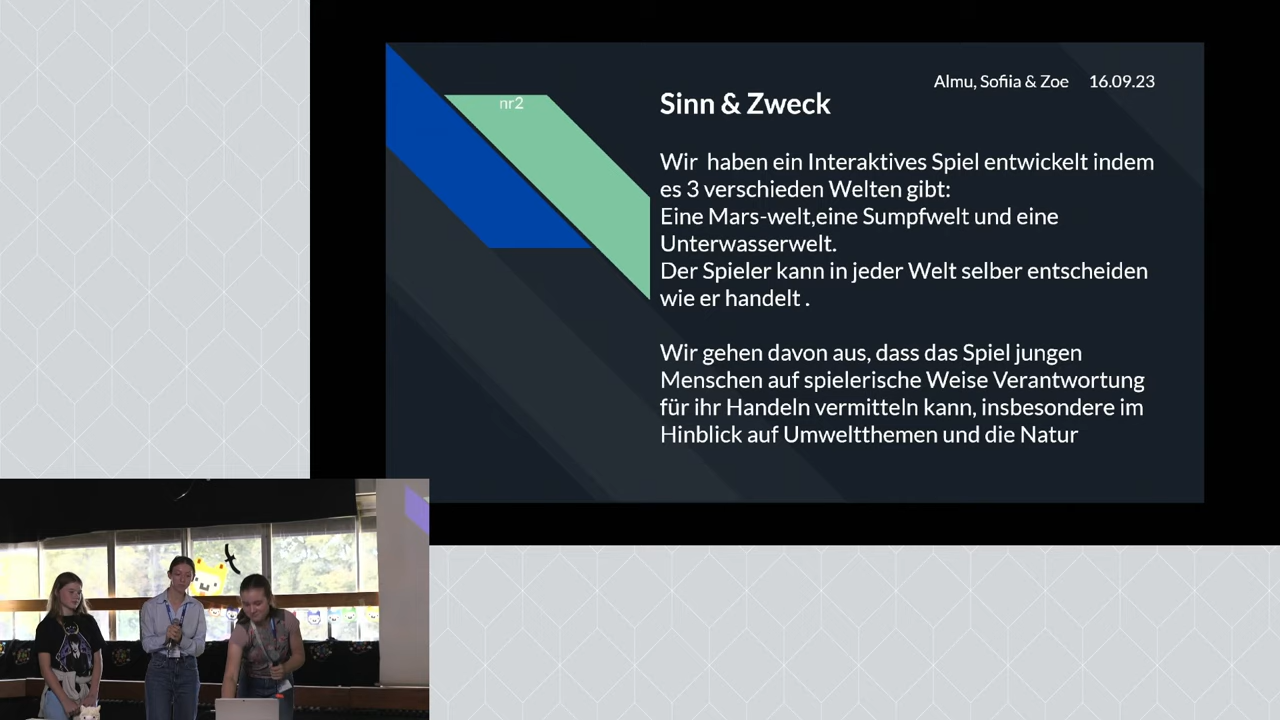 Almu, Sofiia & Zoe 16.09.23
nr2
Sinn & Zweck
Wir haben ein Interaktives Spiel entwickelt indem
es 3 verschieden Welten gibt:
Eine Mars-welt,eine Sumpfwelt und eine
Unterwasserwelt.
Der Spieler kann in jeder Welt selber entscheiden
wie er handelt .
Wir gehen davon aus, dass das Spiel jungen
Menschen auf spielerische Weise Verantwortung
für ihr Handeln vermitteln kann, insbesondere im
Hinblick auf Umweltthemen und die Natur